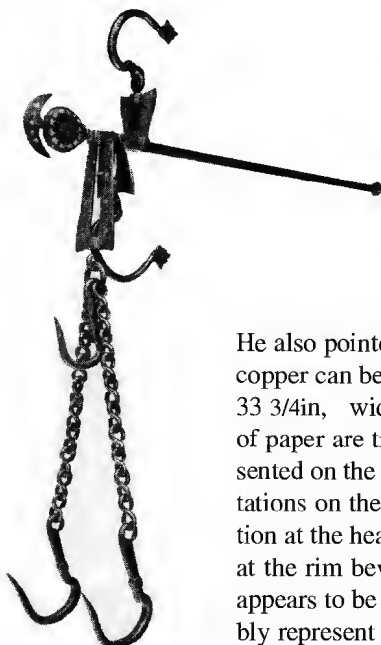 He also pointe
copper can be
33 3/4in, wid
of paper are tr
sented on the
tations on the
tion at the hea
at the rim bev
appears to be
bly represent